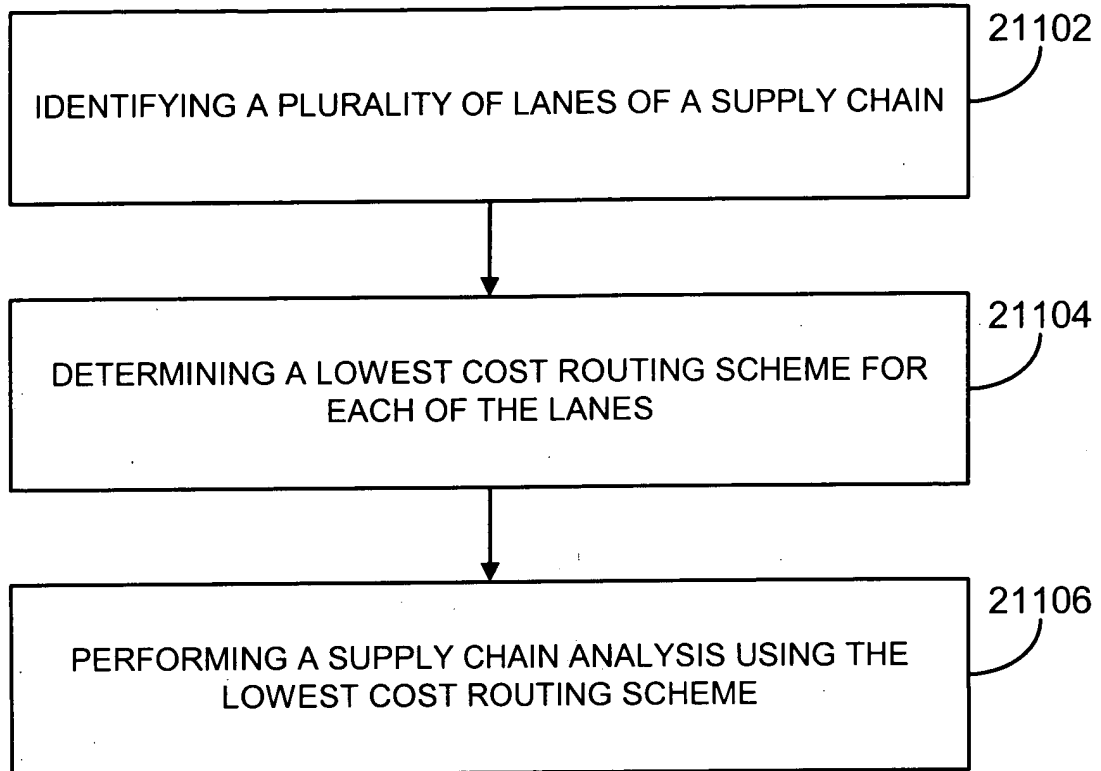 21102
IDENTIFYING A PLURALITY OF LANES OF A SUPPLY CHAIN
21104
DETERMINING A LOWEST COST ROUTING SCHEME FOR
EACH OF THE LANES
21106
PERFORMING A SUPPLY CHAIN ANALYSIS USING THE
LOWEST COST ROUTING SCHEME